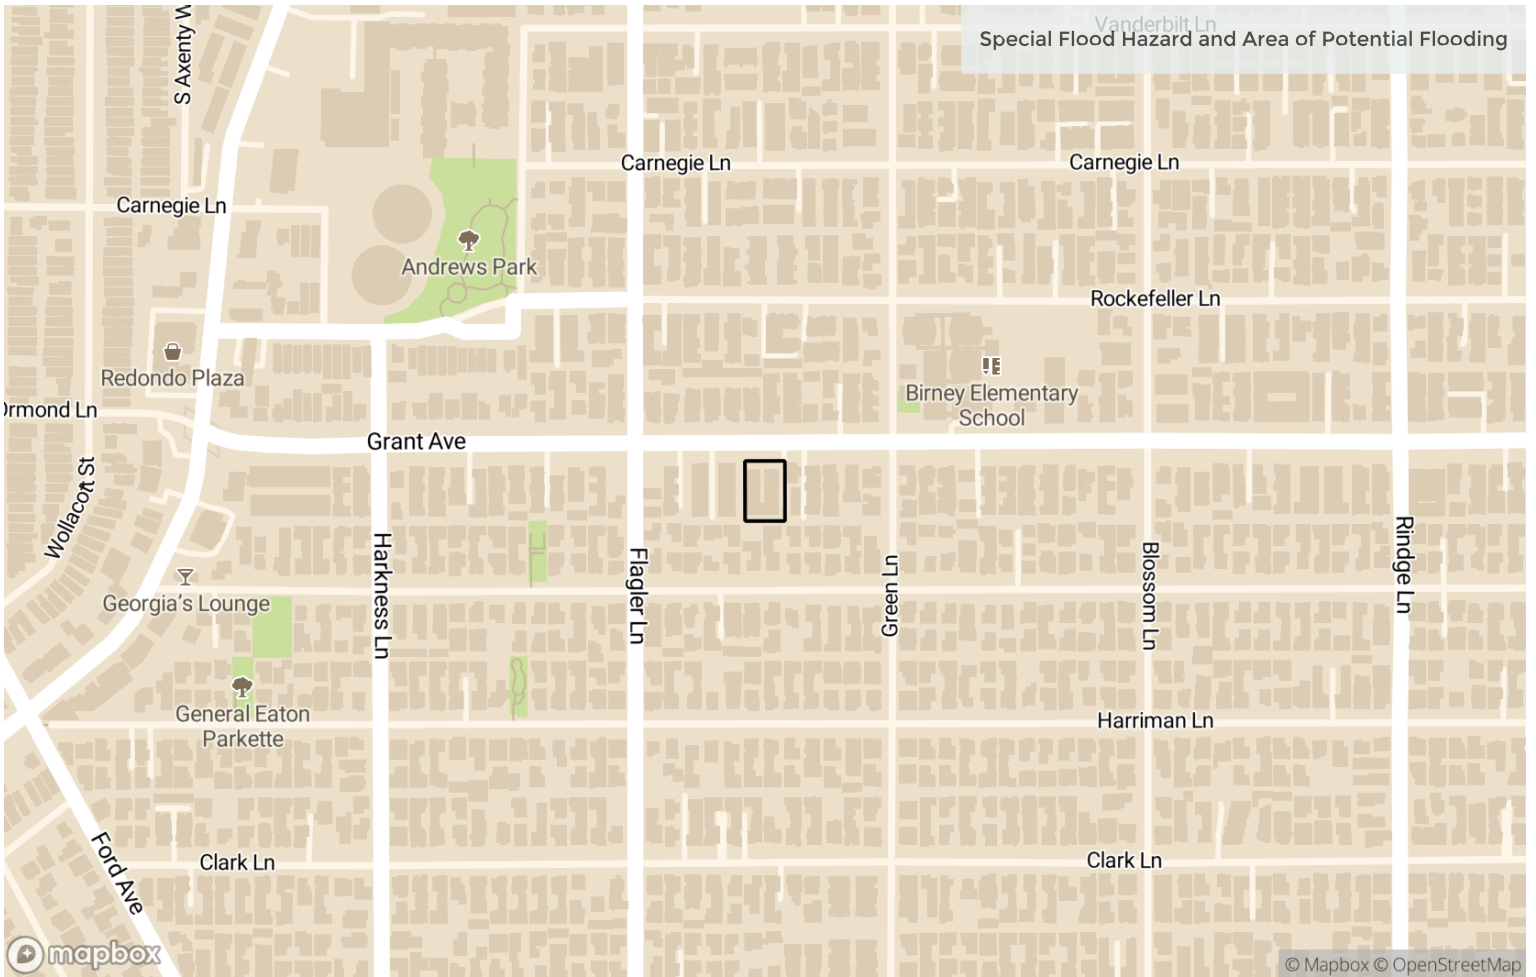 Vanderbilt Ln
Special Flood Hazard and Area of Potential Flooding
S Axenty W
Carnegie Ln
Carnegie Ln
Carnegie Ln
Andrews Park
Rockefeller Ln
Redondo Plaza
Birney Elementary
School
Ormond Ln
Grant Ave
Wollacott St
Harkness Ln
Flagler Ln
Green Ln
Blossom Ln
Rindge Ln
Georgia's Lounge
General Eaton
Parkette
Harriman Ln
Ford Ave
Clark Ln
Clark Ln
mapbox
© Mapbox © OpenStreetMap